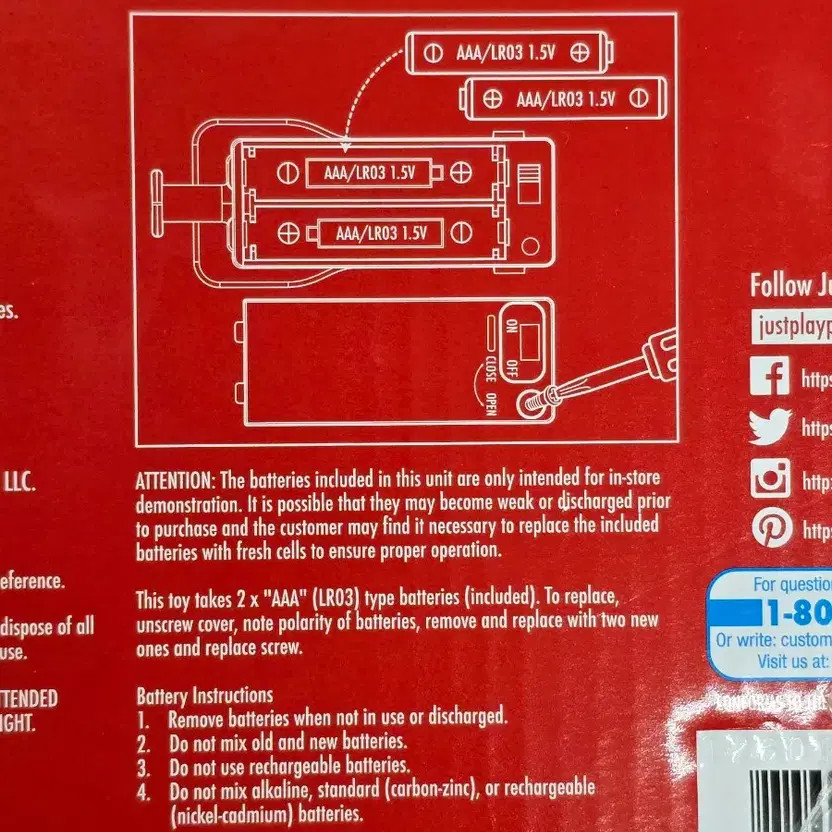 AAA/LR03 1.5V
AAA/LR03 1.5V
AAA/LR03 1.5V
AAA/LR03 1.5V
ON
OFF
CLOSE
OPEN
ATTENTION: The batteries included in this unit are only intended for in-store
demonstration. It is possible that they may become weak or discharged prior
to purchase and the customer may find it necessary to replace the included
batteries with fresh cells to ensure proper operation.
This toy takes 2 x "AAA" (LR03) type batteries (included). To replace,
unscrew cover, note polarity of batteries, remove and replace with two new
ones and replace screw.
Battery Instructions
1. Remove batteries when not in use or discharged.
2. Do not mix old and new batteries.
3. Do not use rechargeable batteries.
4. Do not mix alkaline, standard (carbon-zinc), or rechargeable
(nickel-cadmium) batteries.
es.
LLC.
eference.
dispose of all
use.
TTENDED
IGHT.
Follow Ju
justplayp
https
https
http
http
For questio
1-80
Or write: custom
Visit us at:
CONFORMS TO THE